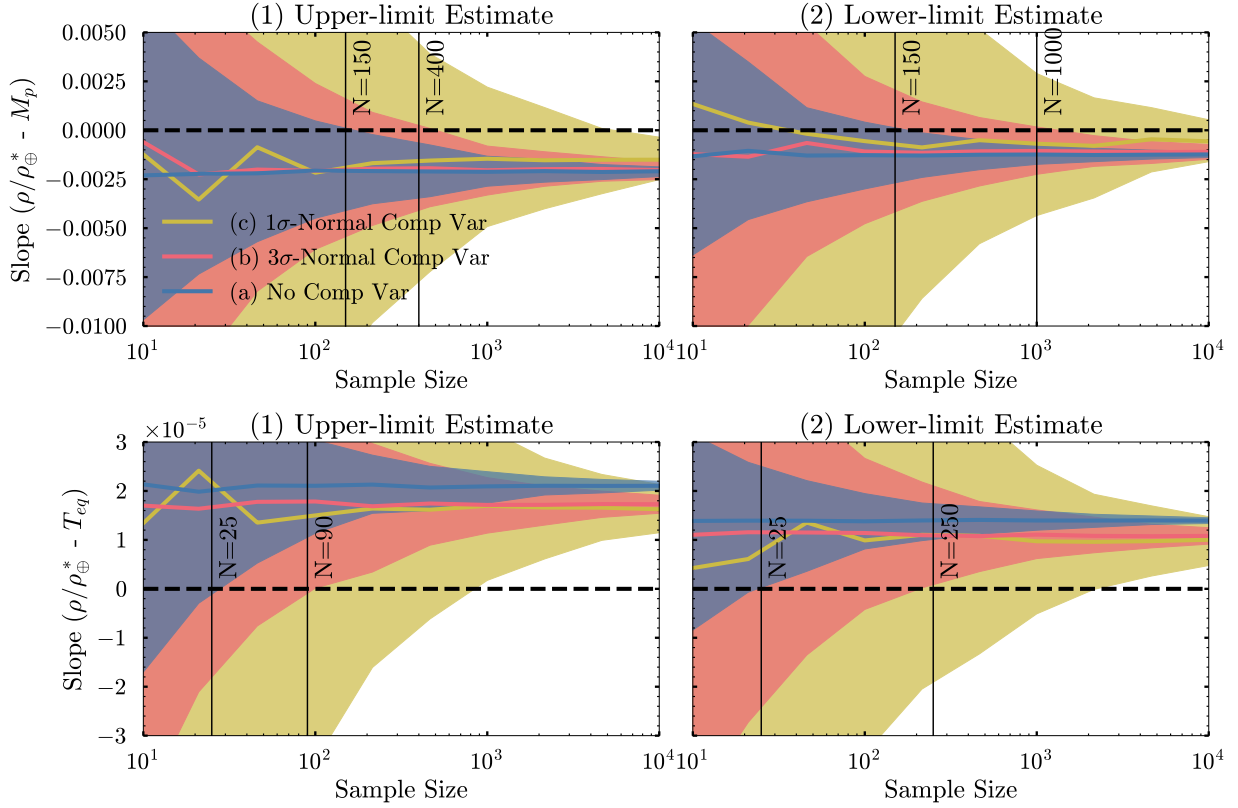 (1) Upper-limit Estimate
(2) Lower-limit Estimate
Slope (ρ/ρ⊕* - Mp)
0.0050
0.0025
0.0000
−0.0025
−0.0050
−0.0075
−0.0100
N=150
N=400
N=150
N=1000
(c) 1σ-Normal Comp Var
(b) 3σ-Normal Comp Var
(a) No Comp Var
10¹ 10² 10³ 10⁴
10¹ 10² 10³ 10⁴
Sample Size
Sample Size
(1) Upper-limit Estimate
(2) Lower-limit Estimate
×10⁻⁵
Slope (ρ/ρ⊕* - Teq)
3
2
1
0
−1
−2
−3
N=25
N=90
N=25
N=250
10¹ 10² 10³ 10⁴
10¹ 10² 10³ 10⁴
Sample Size
Sample Size